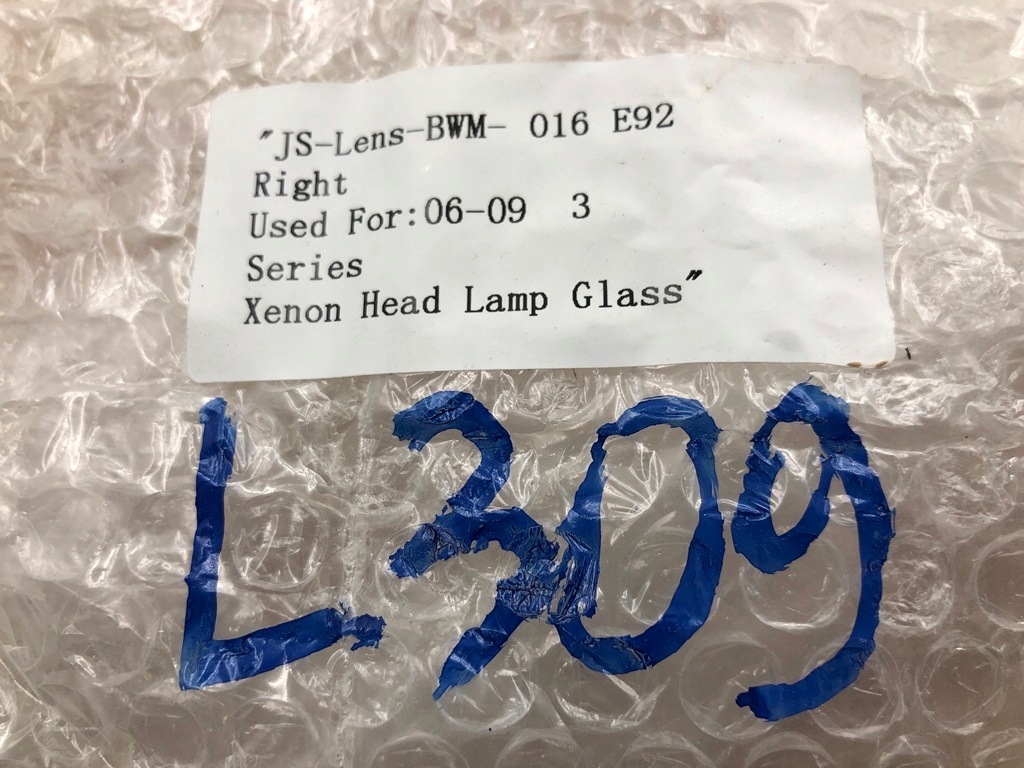 "JS-Lens-BWM- 016 E92
Right
Used For:06-09 3
Series
Xenon Head Lamp Glass"
L309